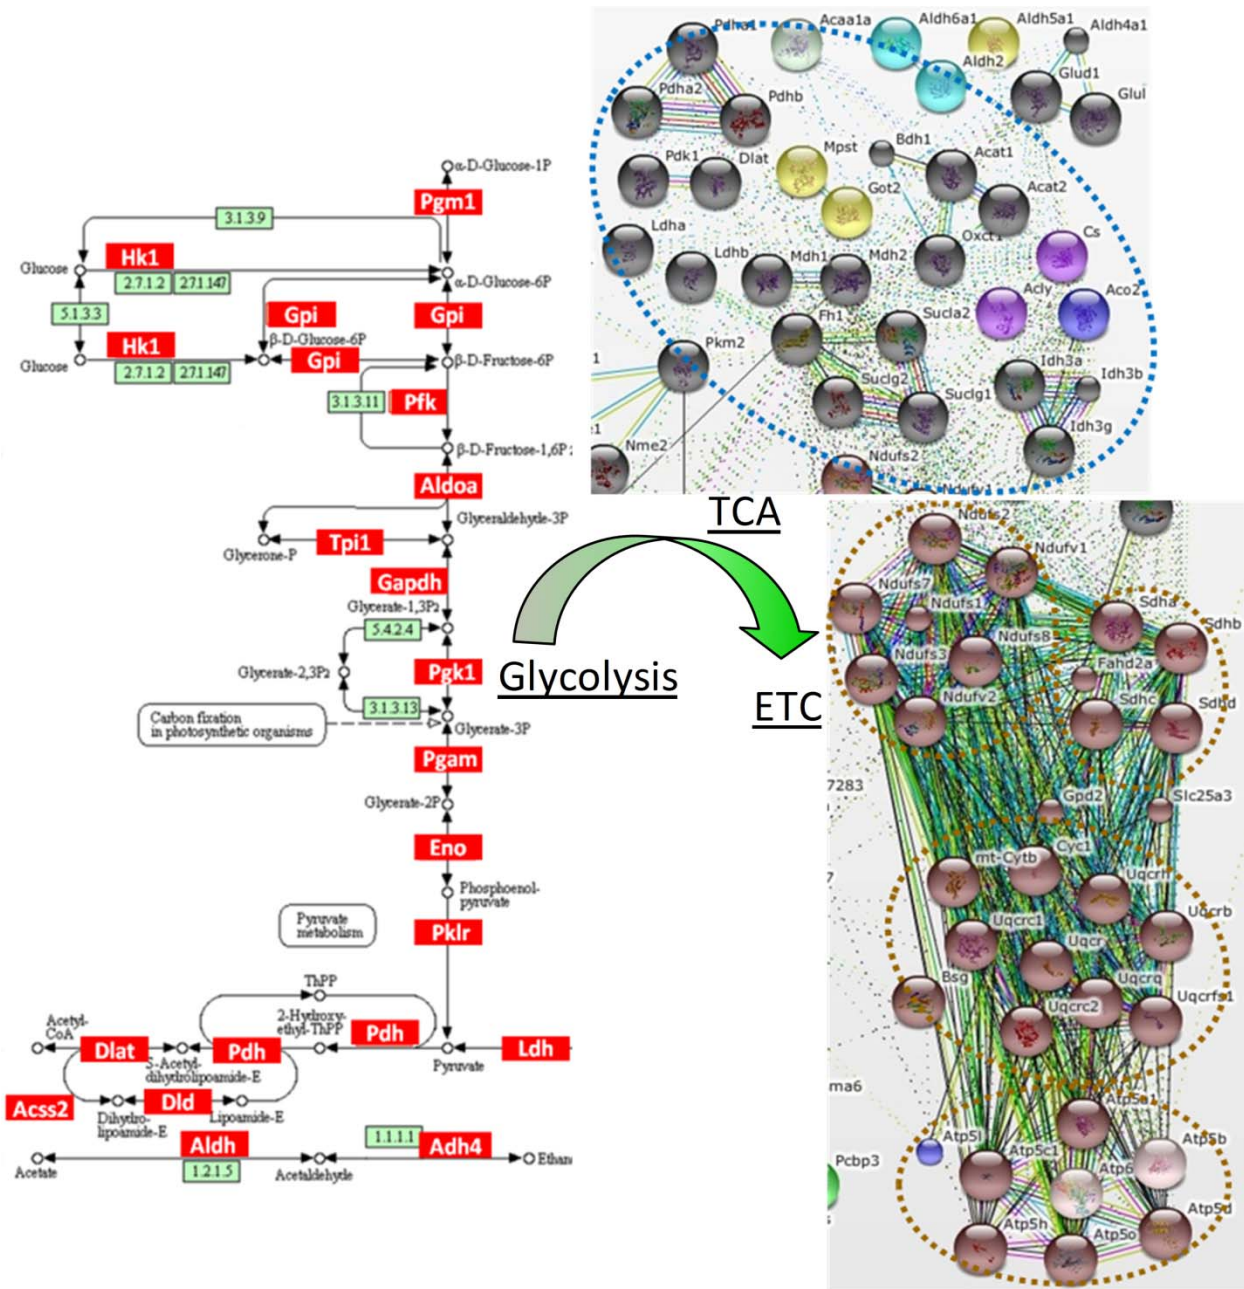 α-D-Glucose-1P
Pgm1
3.1.3.9
Hk1
Glucose
2.7.1.2
2.7.1.147
α-D-Glucose-6P
5.1.3.3
Gpi
Gpi
β-D-Glucose-6P
Hk1
Gpi
β-D-Fructose-6P
Glucose
2.7.1.2
2.7.1.147
3.1.3.11
Pfk
β-D-Fructose-1,6P2
Aldoa
Glyceraldehyde-3P
Glycerone-P
Tpi1
Gapdh
Glycerate-1,3P2
5.4.2.4
Glycerate-2,3P2
Pgk1
3.1.3.13
Carbon fixation
in photosynthetic organisms
Glycerate-3P
Pgam
Glycerate-2P
Eno
Phosphoenol-
pyruvate
Pyruvate
metabolism
Pklr
ThPP
Acetyl-
CoA
2-Hydroxy-
ethyl-ThPP
Dlat
Pdh
Pdh
Ldh
S-Acetyl-
dihydrolipoamide-E
Pyruvate
Acss2
Dld
Dihydro-
lipoamide-E
Lipoamide-E
Aldh
1.1.1.1
Adh4
1.2.1.5
Acetate
Acetaldehyde
Ethan
Glycolysis
TCA
ETC
Pdha1
Acaa1a
Aldh6a1
Aldh5a1
Aldh4a1
Aldh2
Pdha2
Pdhb
Glud1
Glul
Pdk1
Dlat
Mpst
Bdh1
Acat1
Got2
Acat2
Ldha
Ldhb
Mdh1
Mdh2
Oxct1
Cs
Acly
Aco2
Fh1
Sucla2
Pkm2
Idh3a
Idh3b
Suclg2
Suclg1
Idh3g
Nme2
Ndufs2
Ndufs2
Ndufv1
Ndufs7
Ndufs1
Sdha
Sdhb
Ndufs8
Ndufs3
Fahd2a
Ndufv2
Sdhc
Sdhd
7283
Gpd2
Slc25a3
mt-Cytb
Cyc1
Uqcrh
Uqcrc1
Uqcr
Uqcrb
Bsg
Uqcrq
Uqcrc2
Uqcrfs1
ma6
Atp5a1
Atp5l
Atp5c1
Atp5b
Pcbp3
Atp6
Atp5h
Atp5o
Atp5d